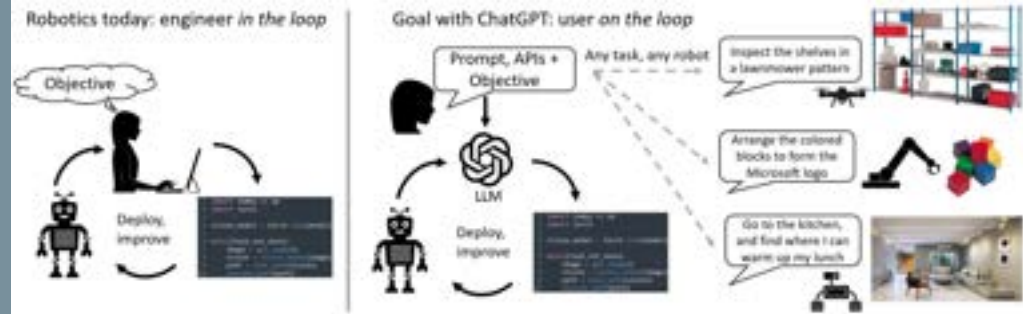 Robotics today: engineer in the loop
Objective
Deploy,
improve
Goal with ChatGPT: user on the loop
Prompt, APIs +
Objective
LLM
Deploy,
improve
Any task, any robot
Inspect the shelves in
a lawnmower pattern
Arrange the colored
blocks to form the
Microsoft logo
Go to the kitchen,
and find where I can
warm up my lunch